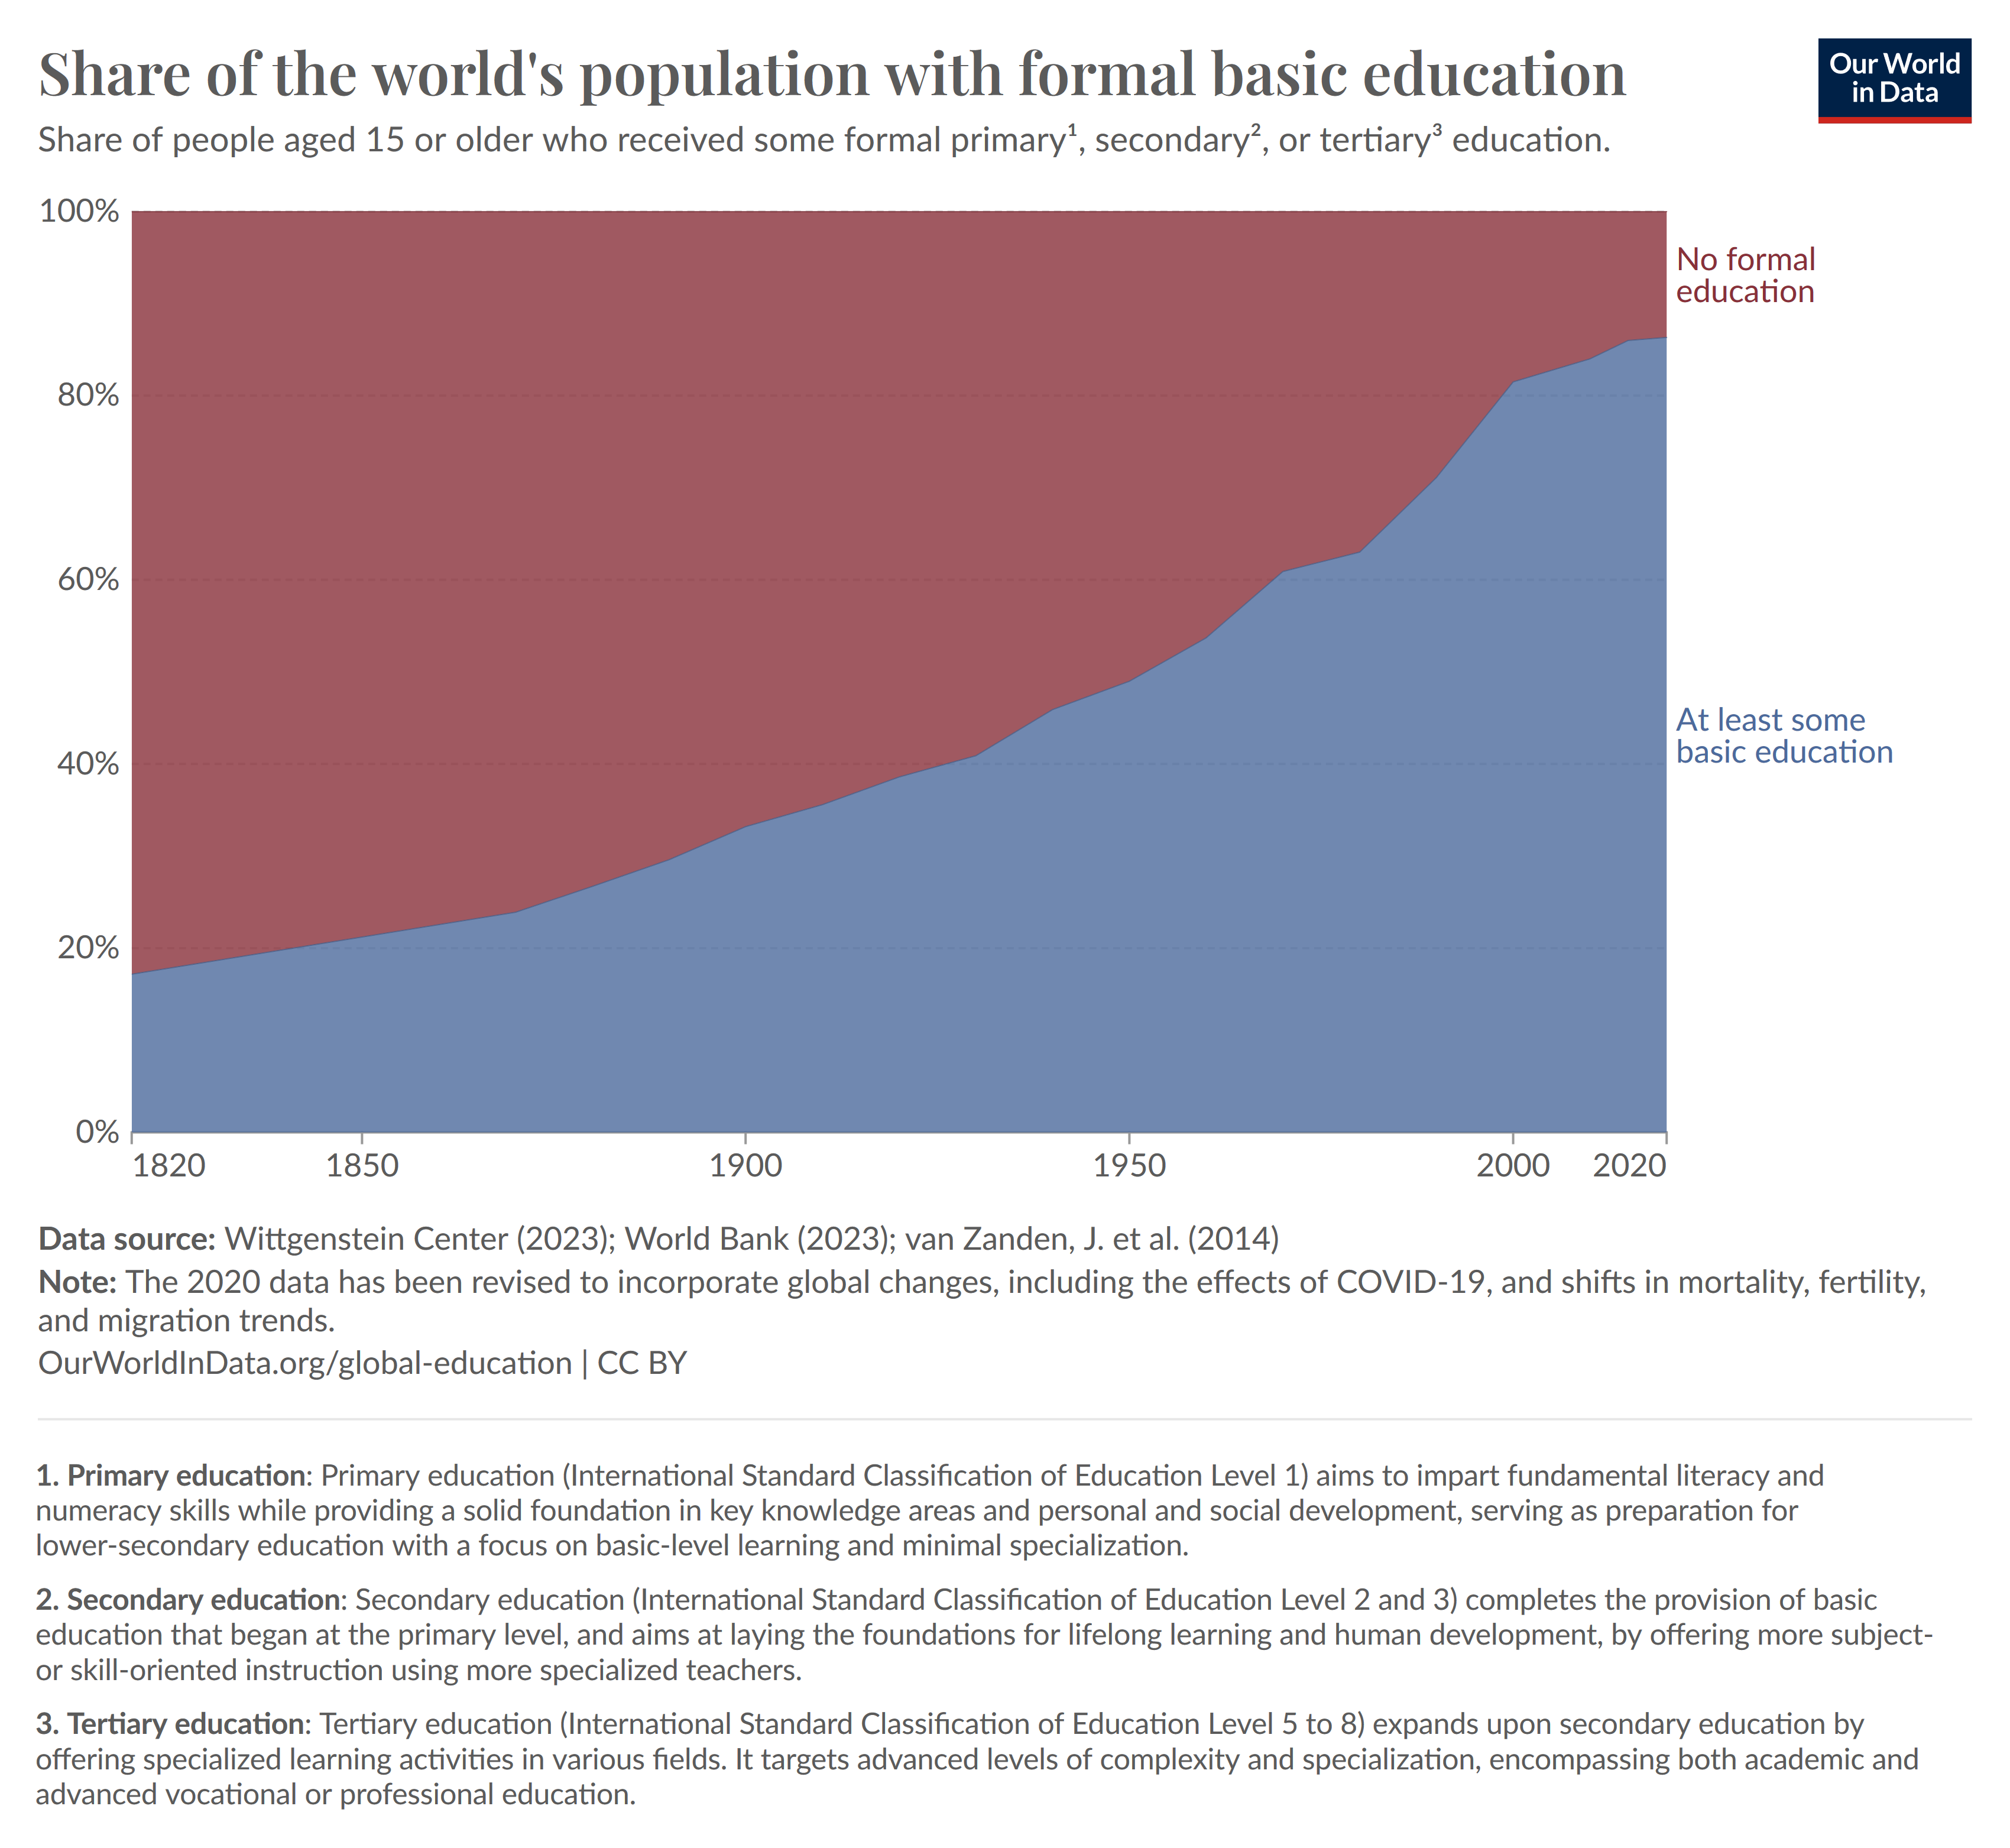 Share of the world's population with formal basic education
Our World
in Data
Share of people aged 15 or older who received some formal primary¹, secondary², or tertiary³ education.
100%
80%
60%
40%
20%
0%
No formal
education
At least some
basic education
1820
1850
1900
1950
2000
2020
Data source: Wittgenstein Center (2023); World Bank (2023); van Zanden, J. et al. (2014)
Note: The 2020 data has been revised to incorporate global changes, including the effects of COVID-19, and shifts in mortality, fertility,
and migration trends.
OurWorldInData.org/global-education | CC BY
1. Primary education: Primary education (International Standard Classification of Education Level 1) aims to impart fundamental literacy and
numeracy skills while providing a solid foundation in key knowledge areas and personal and social development, serving as preparation for
lower-secondary education with a focus on basic-level learning and minimal specialization.
2. Secondary education: Secondary education (International Standard Classification of Education Level 2 and 3) completes the provision of basic
education that began at the primary level, and aims at laying the foundations for lifelong learning and human development, by offering more subject-
or skill-oriented instruction using more specialized teachers.
3. Tertiary education: Tertiary education (International Standard Classification of Education Level 5 to 8) expands upon secondary education by
offering specialized learning activities in various fields. It targets advanced levels of complexity and specialization, encompassing both academic and
advanced vocational or professional education.